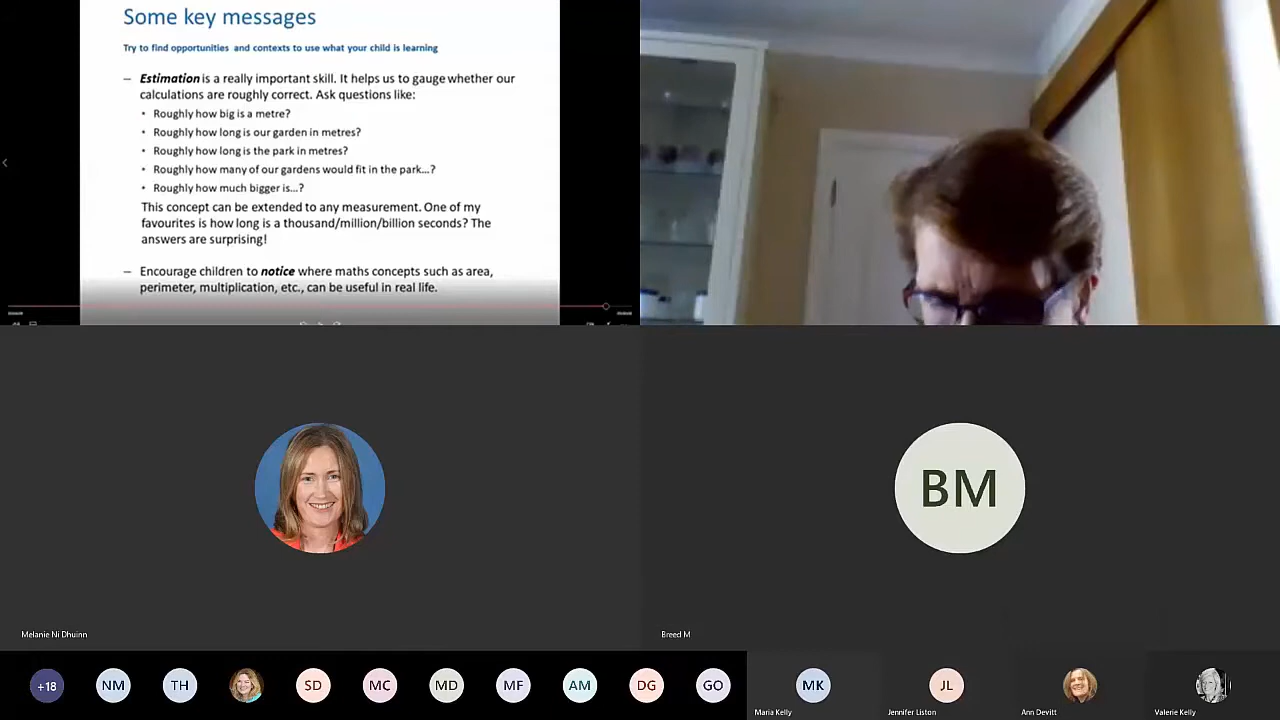 Some key messages
Try to find opportunities and contexts to use what your child is learning
– Estimation is a really important skill. It helps us to gauge whether our
calculations are roughly correct. Ask questions like:
• Roughly how big is a metre?
• Roughly how long is our garden in metres?
• Roughly how long is the park in metres?
• Roughly how many of our gardens would fit in the park…?
• Roughly how much bigger is…?
This concept can be extended to any measurement. One of my
favourites is how long is a thousand/million/billion seconds? The
answers are surprising!
– Encourage children to notice where maths concepts such as area,
perimeter, multiplication, etc., can be useful in real life.
BM
Melanie Ni Dhuinn
Breed M
+18
NM
TH
SD
MC
MD
MF
AM
DG
GO
MK
JL
Maria Kelly
Jennifer Liston
Ann Devitt
Valerie Kelly